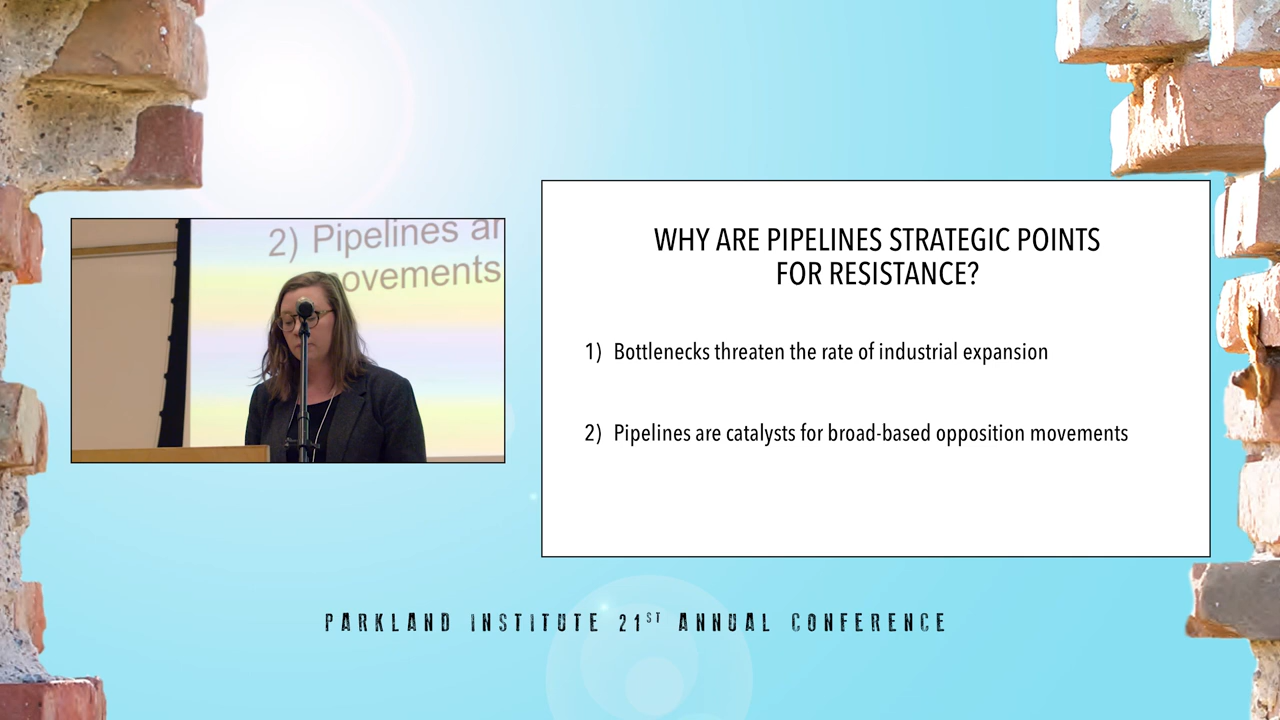 2) Pipelines ar
ovements
WHY ARE PIPELINES STRATEGIC POINTS
FOR RESISTANCE?
1) Bottlenecks threaten the rate of industrial expansion
2) Pipelines are catalysts for broad-based opposition movements
PARKLAND INSTITUTE 21ST ANNUAL CONFERENCE